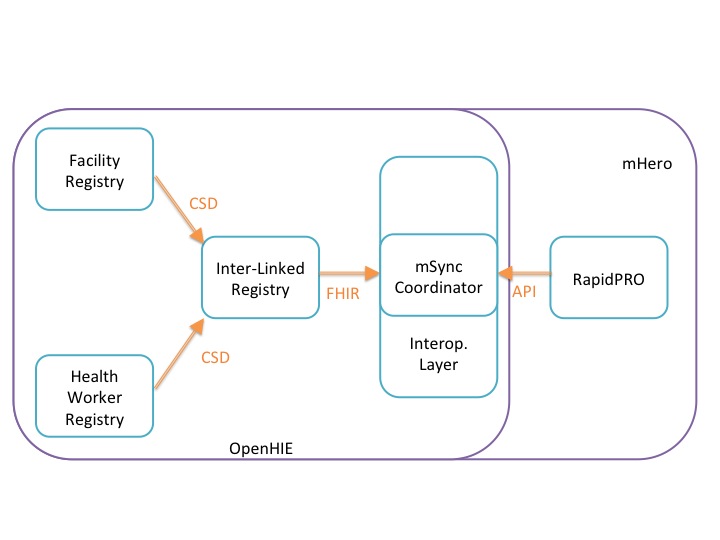 Facility
Registry
mHero
CSD
Inter-Linked
Registry
FHIR
mSync
Coordinator
API
RapidPRO
Interop.
Layer
CSD
Health
Worker
Registry
OpenHIE